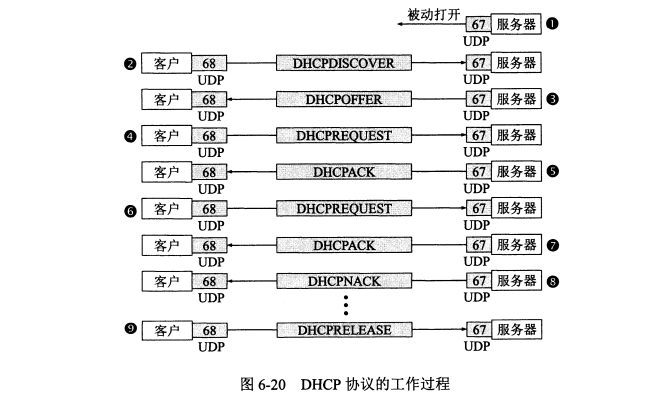 被动打开 67 服务器 ❶
UDP
❷ 客户 68 DHCPDISCOVER 67 服务器
UDP UDP
客户 68 DHCPOFFER 67 服务器 ❸
UDP UDP
❹ 客户 68 DHCPREQUEST 67 服务器
UDP UDP
客户 68 DHCPACK 67 服务器 ❺
UDP UDP
❻ 客户 68 DHCPREQUEST 67 服务器
UDP UDP
客户 68 DHCPACK 67 服务器 ❼
UDP UDP
客户 68 DHCPNACK 67 服务器 ❽
UDP UDP
❾ 客户 68 DHCPRELEASE 67 服务器
UDP UDP
图 6-20 DHCP 协议的工作过程